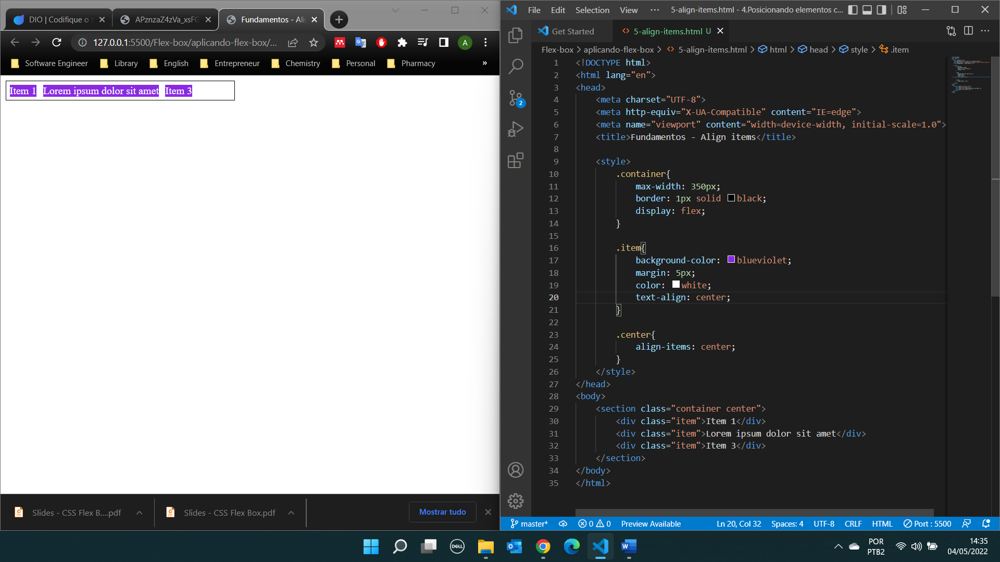 DIO | Codifique o s
APznzaZ4zVa_xsFG
Fundamentos - Ali
127.0.0.1:5500/Flex-box/aplicando-flex-box/...
A
Software Engineer
Library
English
Entrepreneur
Chemistry
Personal
Pharmacy
»
Item 1 Lorem ipsum dolor sit amet Item 3
Slides - CSS Flex B....pdf
Slides - CSS Flex Box.pdf
Mostrar tudo
File Edit Selection View ··· 5-align-items.html - 4.Posicionando elementos c...
Get Started
5-align-items.html U
Flex-box > aplicando-flex-box > 5-align-items.html > html > head > style > .item
2
1 <!DOCTYPE html>
2 <html lang="en">
3 <head>
4 <meta charset="UTF-8">
5 <meta http-equiv="X-UA-Compatible" content="IE=edge">
6 <meta name="viewport" content="width=device-width, initial-scale=1.0">
7 <title>Fundamentos - Align items</title>
8
9 <style>
10 .container{
11 max-width: 350px;
12 border: 1px solid black;
13 display: flex;
14 }
15
16 .item{
17 background-color: blueviolet;
18 margin: 5px;
19 color: white;
20 text-align: center;
21 }
22
23 .center{
24 align-items: center;
25 }
26 </style>
27 </head>
28 <body>
29 <section class="container center">
30 <div class="item">Item 1</div>
31 <div class="item">Lorem ipsum dolor sit amet</div>
32 <div class="item">Item 3</div>
33 </section>
34 </body>
35 </html>
master* 0 0 Preview Available Ln 20, Col 32 Spaces: 4 UTF-8 CRLF HTML Port : 5500
DELL
POR
PTB2
14:35
04/05/2022